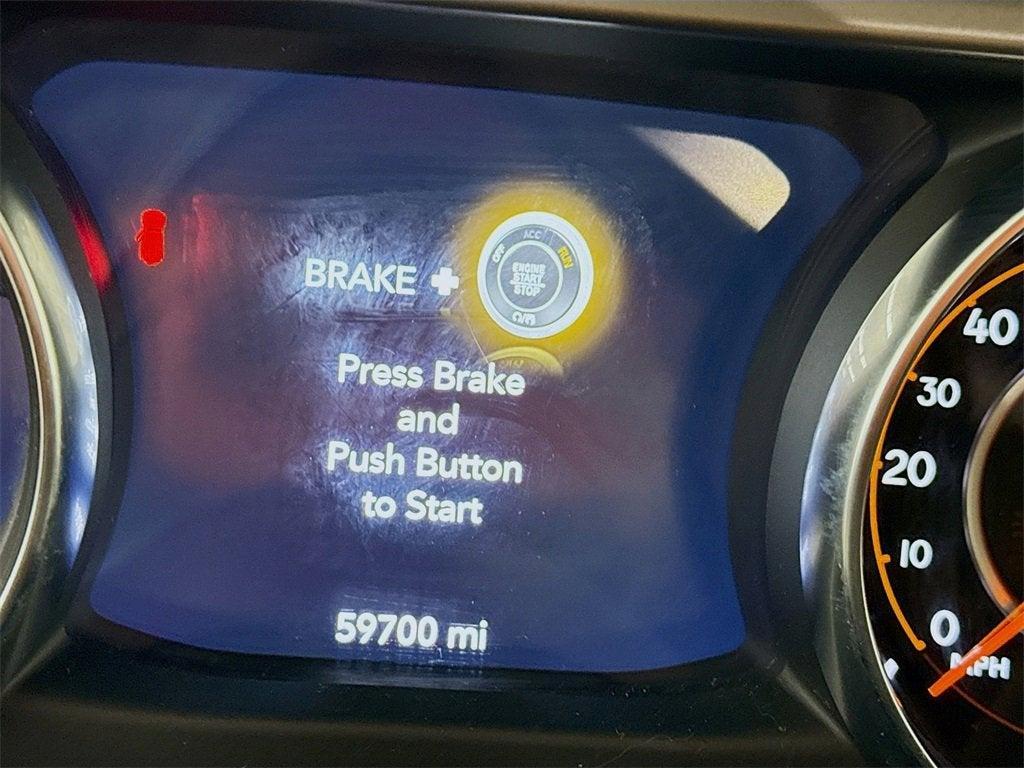 BRAKE +
OFF ACC RUN
ENGINE
START
STOP
Press Brake
and
Push Button
to Start
59700 mi
40
30
20
10
0
MPH